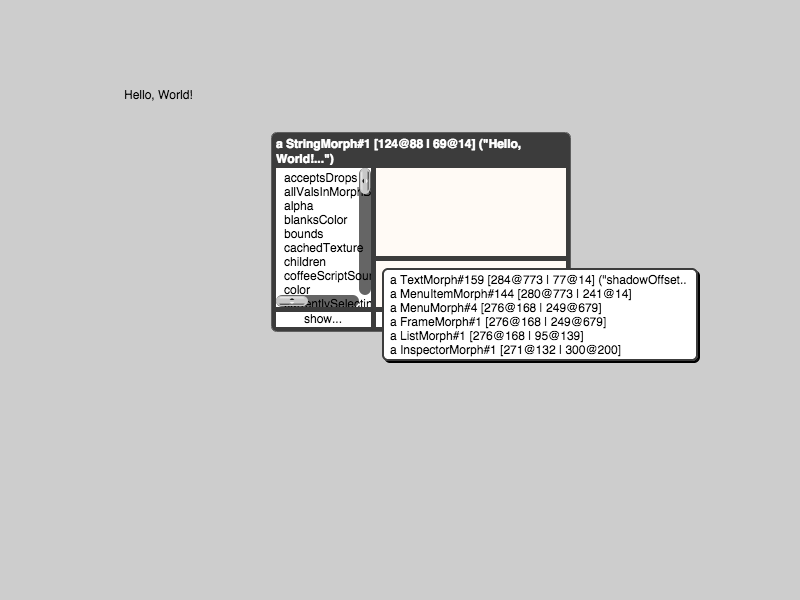 Hello, World!
a StringMorph#1 [124@88 | 69@14] ("Hello,
World!...")
acceptsDrops
allValsInMorph
alpha
blanksColor
bounds
cachedTexture
children
coffeeScriptSour
color
show...
a TextMorph#159 [284@773 | 77@14] ("shadowOffset..
a MenuItemMorph#144 [280@773 | 241@14]
a MenuMorph#4 [276@168 | 249@679]
a FrameMorph#1 [276@168 | 249@679]
a ListMorph#1 [276@168 | 95@139]
a InspectorMorph#1 [271@132 | 300@200]